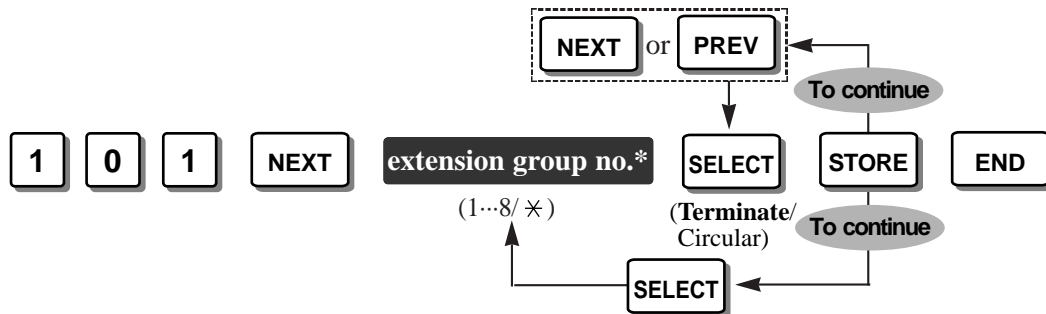 NEXT or PREV
To continue
1 0 1 NEXT extension group no.* SELECT STORE END
(1···8/ ✳ )
(Terminate/
Circular)
To continue
SELECT